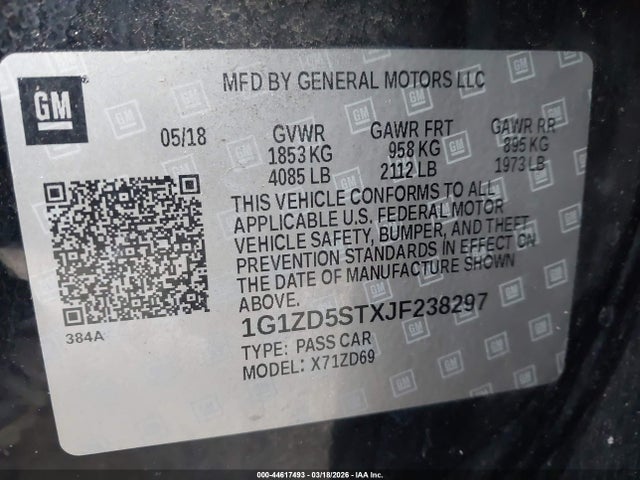 GM
MFD BY GENERAL MOTORS LLC
05/18
GVWR
1853 KG
4085 LB
GAWR FRT
958 KG
2112 LB
GAWR RR
895 KG
1973 LB
THIS VEHICLE CONFORMS TO ALL
APPLICABLE U.S. FEDERAL MOTOR
VEHICLE SAFETY, BUMPER, AND THEFT
PREVENTION STANDARDS IN EFFECT ON
THE DATE OF MANUFACTURE SHOWN
ABOVE.
1G1ZD5STXJF238297
TYPE: PASS CAR
MODEL: X71ZD69
384A
000-44617493 - 03/18/2026 - IAA Inc.